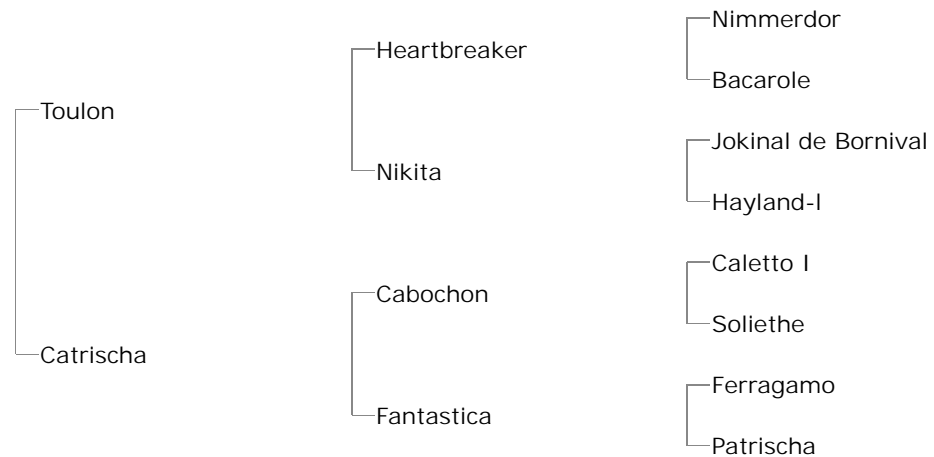 Nimmerdor
Heartbreaker
Bacarole
Toulon
Jokinal de Bornival
Nikita
Hayland-I
Caletto I
Cabochon
Soliethe
Catrischa
Ferragamo
Fantastica
Patrischa